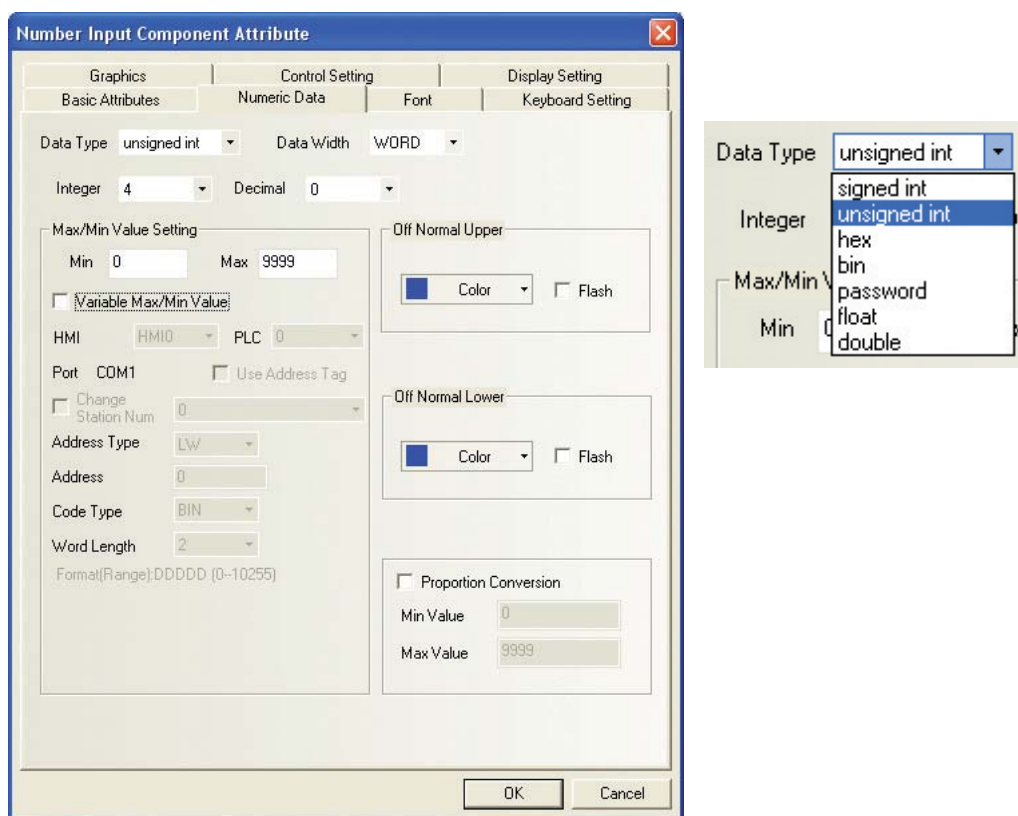 Number Input Component Attribute
Graphics Control Setting Display Setting
Basic Attributes Numeric Data Font Keyboard Setting
Data Type unsigned int Data Width WORD
Integer 4 Decimal 0
Max/Min Value Setting
Min 0 Max 9999
Variable Max/Min Value
HMI HMI0 PLC 0
Port COM1 Use Address Tag
Change
Station Num 0
Address Type LW
Address 0
Code Type BIN
Word Length 2
Format(Range):DDDDD (0--10255)
Off Normal Upper
Color Flash
Off Normal Lower
Color Flash
Proportion Conversion
Min Value 0
Max Value 9999
OK Cancel
Data Type unsigned int
signed int
Integer unsigned int
hex
bin
Max/Min password
float
Min double